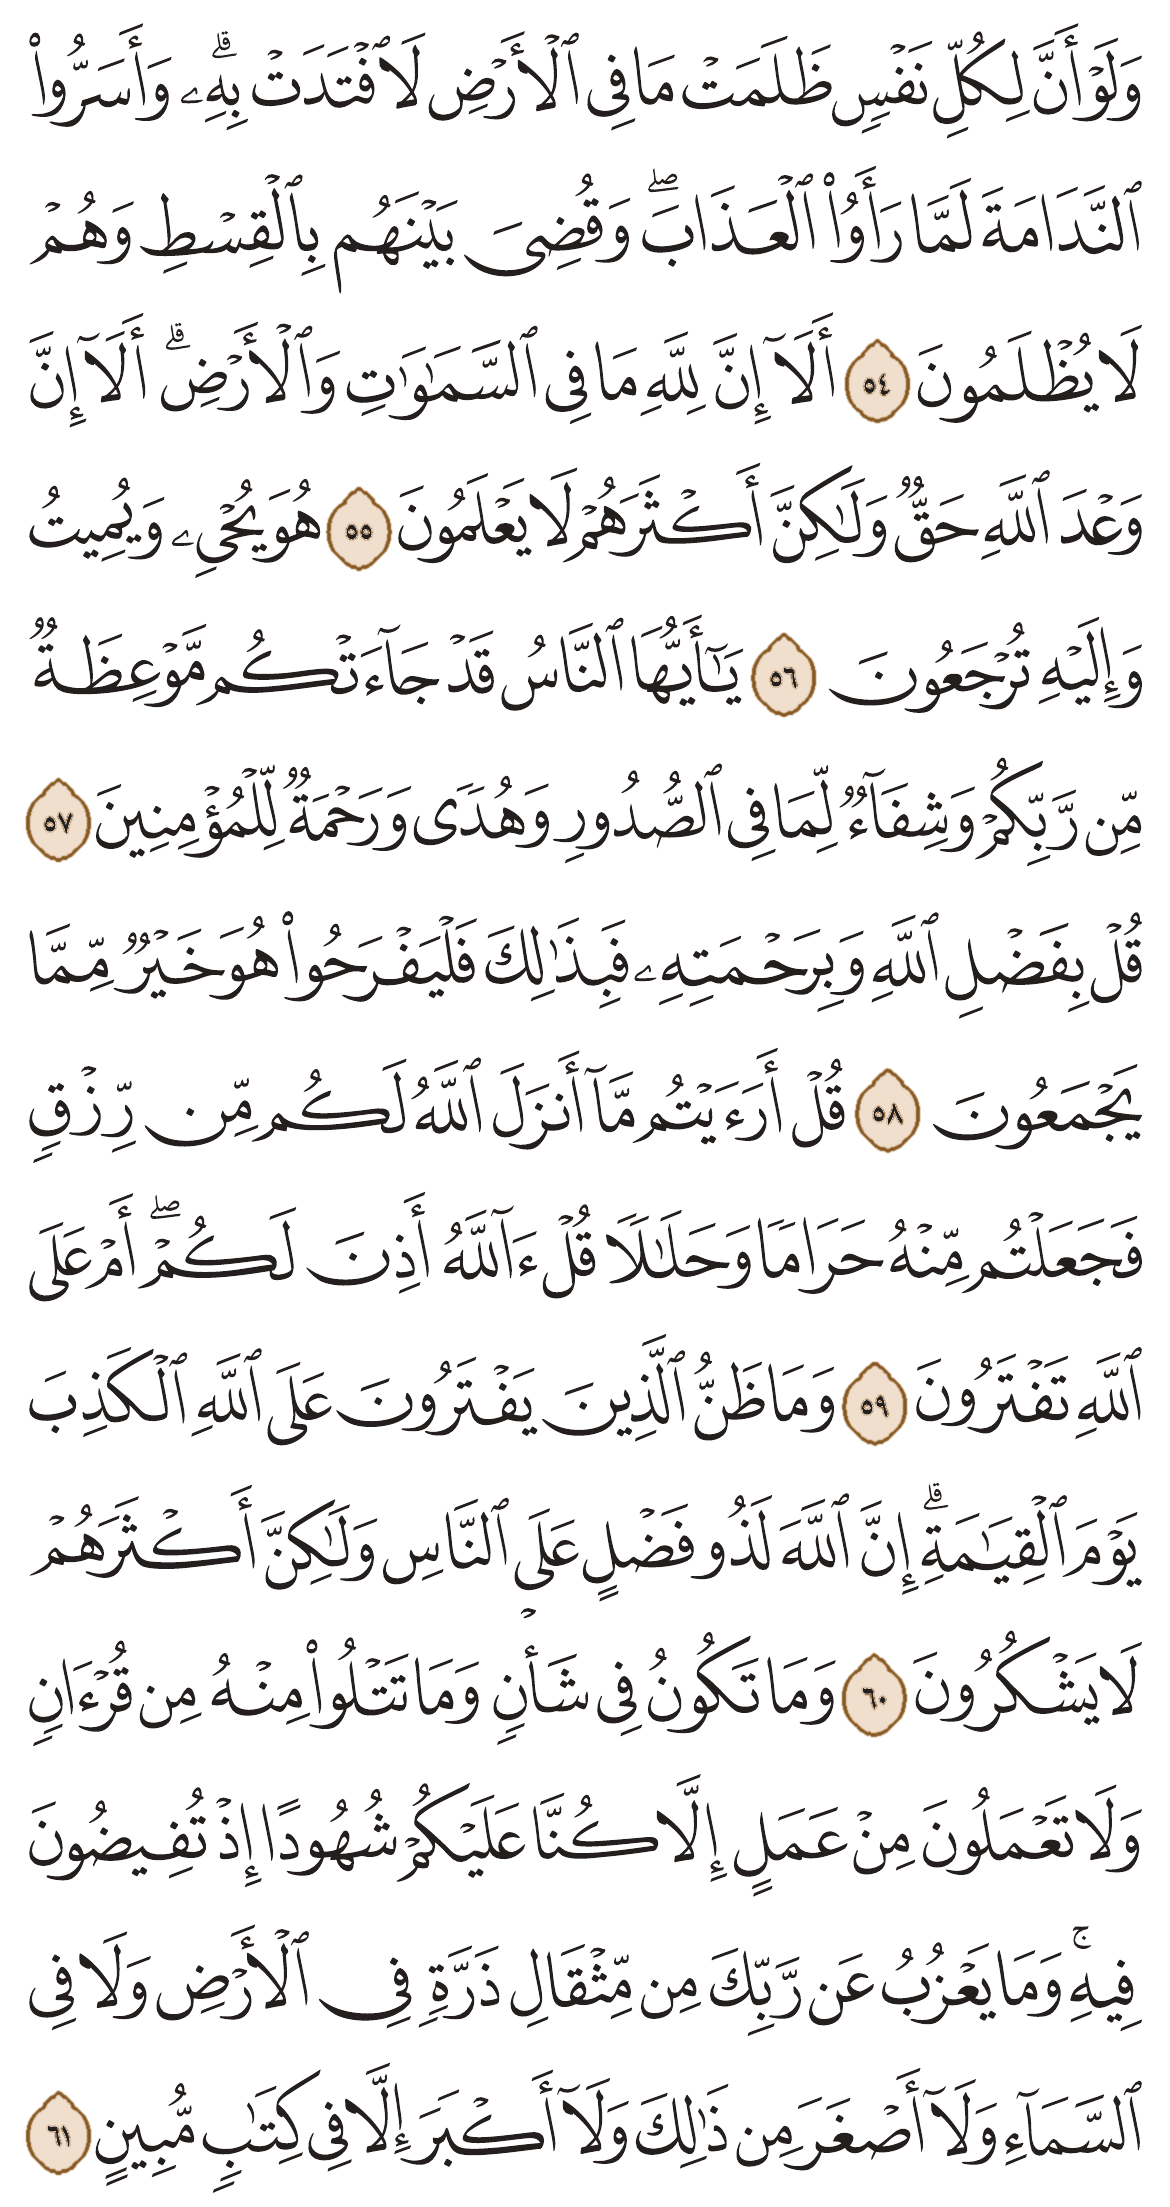 وَلَوۡ أَنَّ لِكُلِّ نَفۡسٖ ظَلَمَتۡ مَا فِي ٱلۡأَرۡضِ لَٱفۡتَدَتۡ بِهِۦۗ وَأَسَرُّواْ
ٱلنَّدَامَةَ لَمَّا رَأَوُاْ ٱلۡعَذَابَۖ وَقُضِيَ بَيۡنَهُم بِٱلۡقِسۡطِ وَهُمۡ
لَا يُظۡلَمُونَ ٥٤ أَلَآ إِنَّ لِلَّهِ مَا فِي ٱلسَّمَٰوَٰتِ وَٱلۡأَرۡضِۗ أَلَآ إِنَّ
وَعۡدَ ٱللَّهِ حَقّٞ وَلَٰكِنَّ أَكۡثَرَهُمۡ لَا يَعۡلَمُونَ ٥٥ هُوَ يُحۡيِۦ وَيُمِيتُ
وَإِلَيۡهِ تُرۡجَعُونَ ٥٦ يَٰٓأَيُّهَا ٱلنَّاسُ قَدۡ جَآءَتۡكُم مَّوۡعِظَةٞ
مِّن رَّبِّكُمۡ وَشِفَآءٞ لِّمَا فِي ٱلصُّدُورِ وَهُدٗى وَرَحۡمَةٞ لِّلۡمُؤۡمِنِينَ ٥٧
قُلۡ بِفَضۡلِ ٱللَّهِ وَبِرَحۡمَتِهِۦ فَبِذَٰلِكَ فَلۡيَفۡرَحُواْ هُوَ خَيۡرٞ مِّمَّا
يَجۡمَعُونَ ٥٨ قُلۡ أَرَءَيۡتُم مَّآ أَنزَلَ ٱللَّهُ لَكُم مِّن رِّزۡقٖ
فَجَعَلۡتُم مِّنۡهُ حَرَامٗا وَحَلَٰلٗا قُلۡ ءَآللَّهُ أَذِنَ لَكُمۡۖ أَمۡ عَلَى
ٱللَّهِ تَفۡتَرُونَ ٥٩ وَمَا ظَنُّ ٱلَّذِينَ يَفۡتَرُونَ عَلَى ٱللَّهِ ٱلۡكَذِبَ
يَوۡمَ ٱلۡقِيَٰمَةِۗ إِنَّ ٱللَّهَ لَذُو فَضۡلٍ عَلَى ٱلنَّاسِ وَلَٰكِنَّ أَكۡثَرَهُمۡ
لَا يَشۡكُرُونَ ٦٠ وَمَا تَكُونُ فِي شَأۡنٖ وَمَا تَتۡلُواْ مِنۡهُ مِن قُرۡءَانٖ
وَلَا تَعۡمَلُونَ مِنۡ عَمَلٍ إِلَّا كُنَّا عَلَيۡكُمۡ شُهُودًا إِذۡ تُفِيضُونَ
فِيهِۚ وَمَا يَعۡزُبُ عَن رَّبِّكَ مِن مِّثۡقَالِ ذَرَّةٖ فِي ٱلۡأَرۡضِ وَلَا فِي
ٱلسَّمَآءِ وَلَآ أَصۡغَرَ مِن ذَٰلِكَ وَلَآ أَكۡبَرَ إِلَّا فِي كِتَٰبٖ مُّبِينٍ ٦١